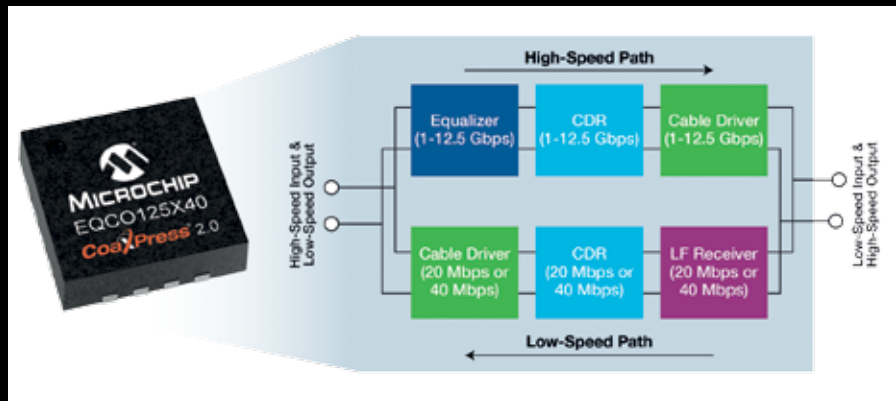 MICROCHIP
EQCO125X40
CoaXPress 2.0
High-Speed Path
High-Speed Input &
Low-Speed Output
Equalizer
(1-12.5 Gbps)
CDR
(1-12.5 Gbps)
Cable Driver
(1-12.5 Gbps)
Cable Driver
(20 Mbps or
40 Mbps)
CDR
(20 Mbps or
40 Mbps)
LF Receiver
(20 Mbps or
40 Mbps)
Low-Speed Input &
High-Speed Output
Low-Speed Path